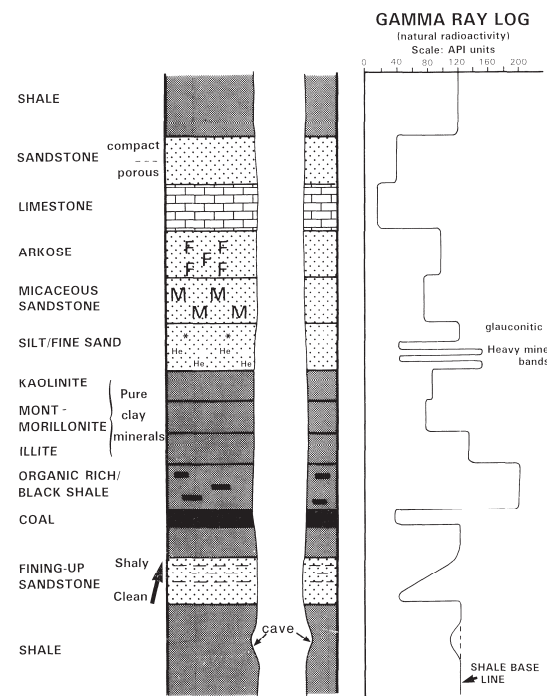 GAMMA RAY LOG
(natural radioactivity)
Scale: API units
0 40 80 120 160 200
SHALE
SANDSTONE compact
porous
LIMESTONE
ARKOSE
F F
F
F F
MICACEOUS
SANDSTONE
M M
M M
glauconitic
SILT/FINE SAND
* *
He He
He He
Heavy mine
bands
KAOLINITE
MONT-
MORILLONITE
ILLITE
Pure
clay
minerals
ORGANIC RICH/
BLACK SHALE
COAL
FINING-UP
SANDSTONE
Shaly
Clean
cave
SHALE
SHALE BASE
LINE